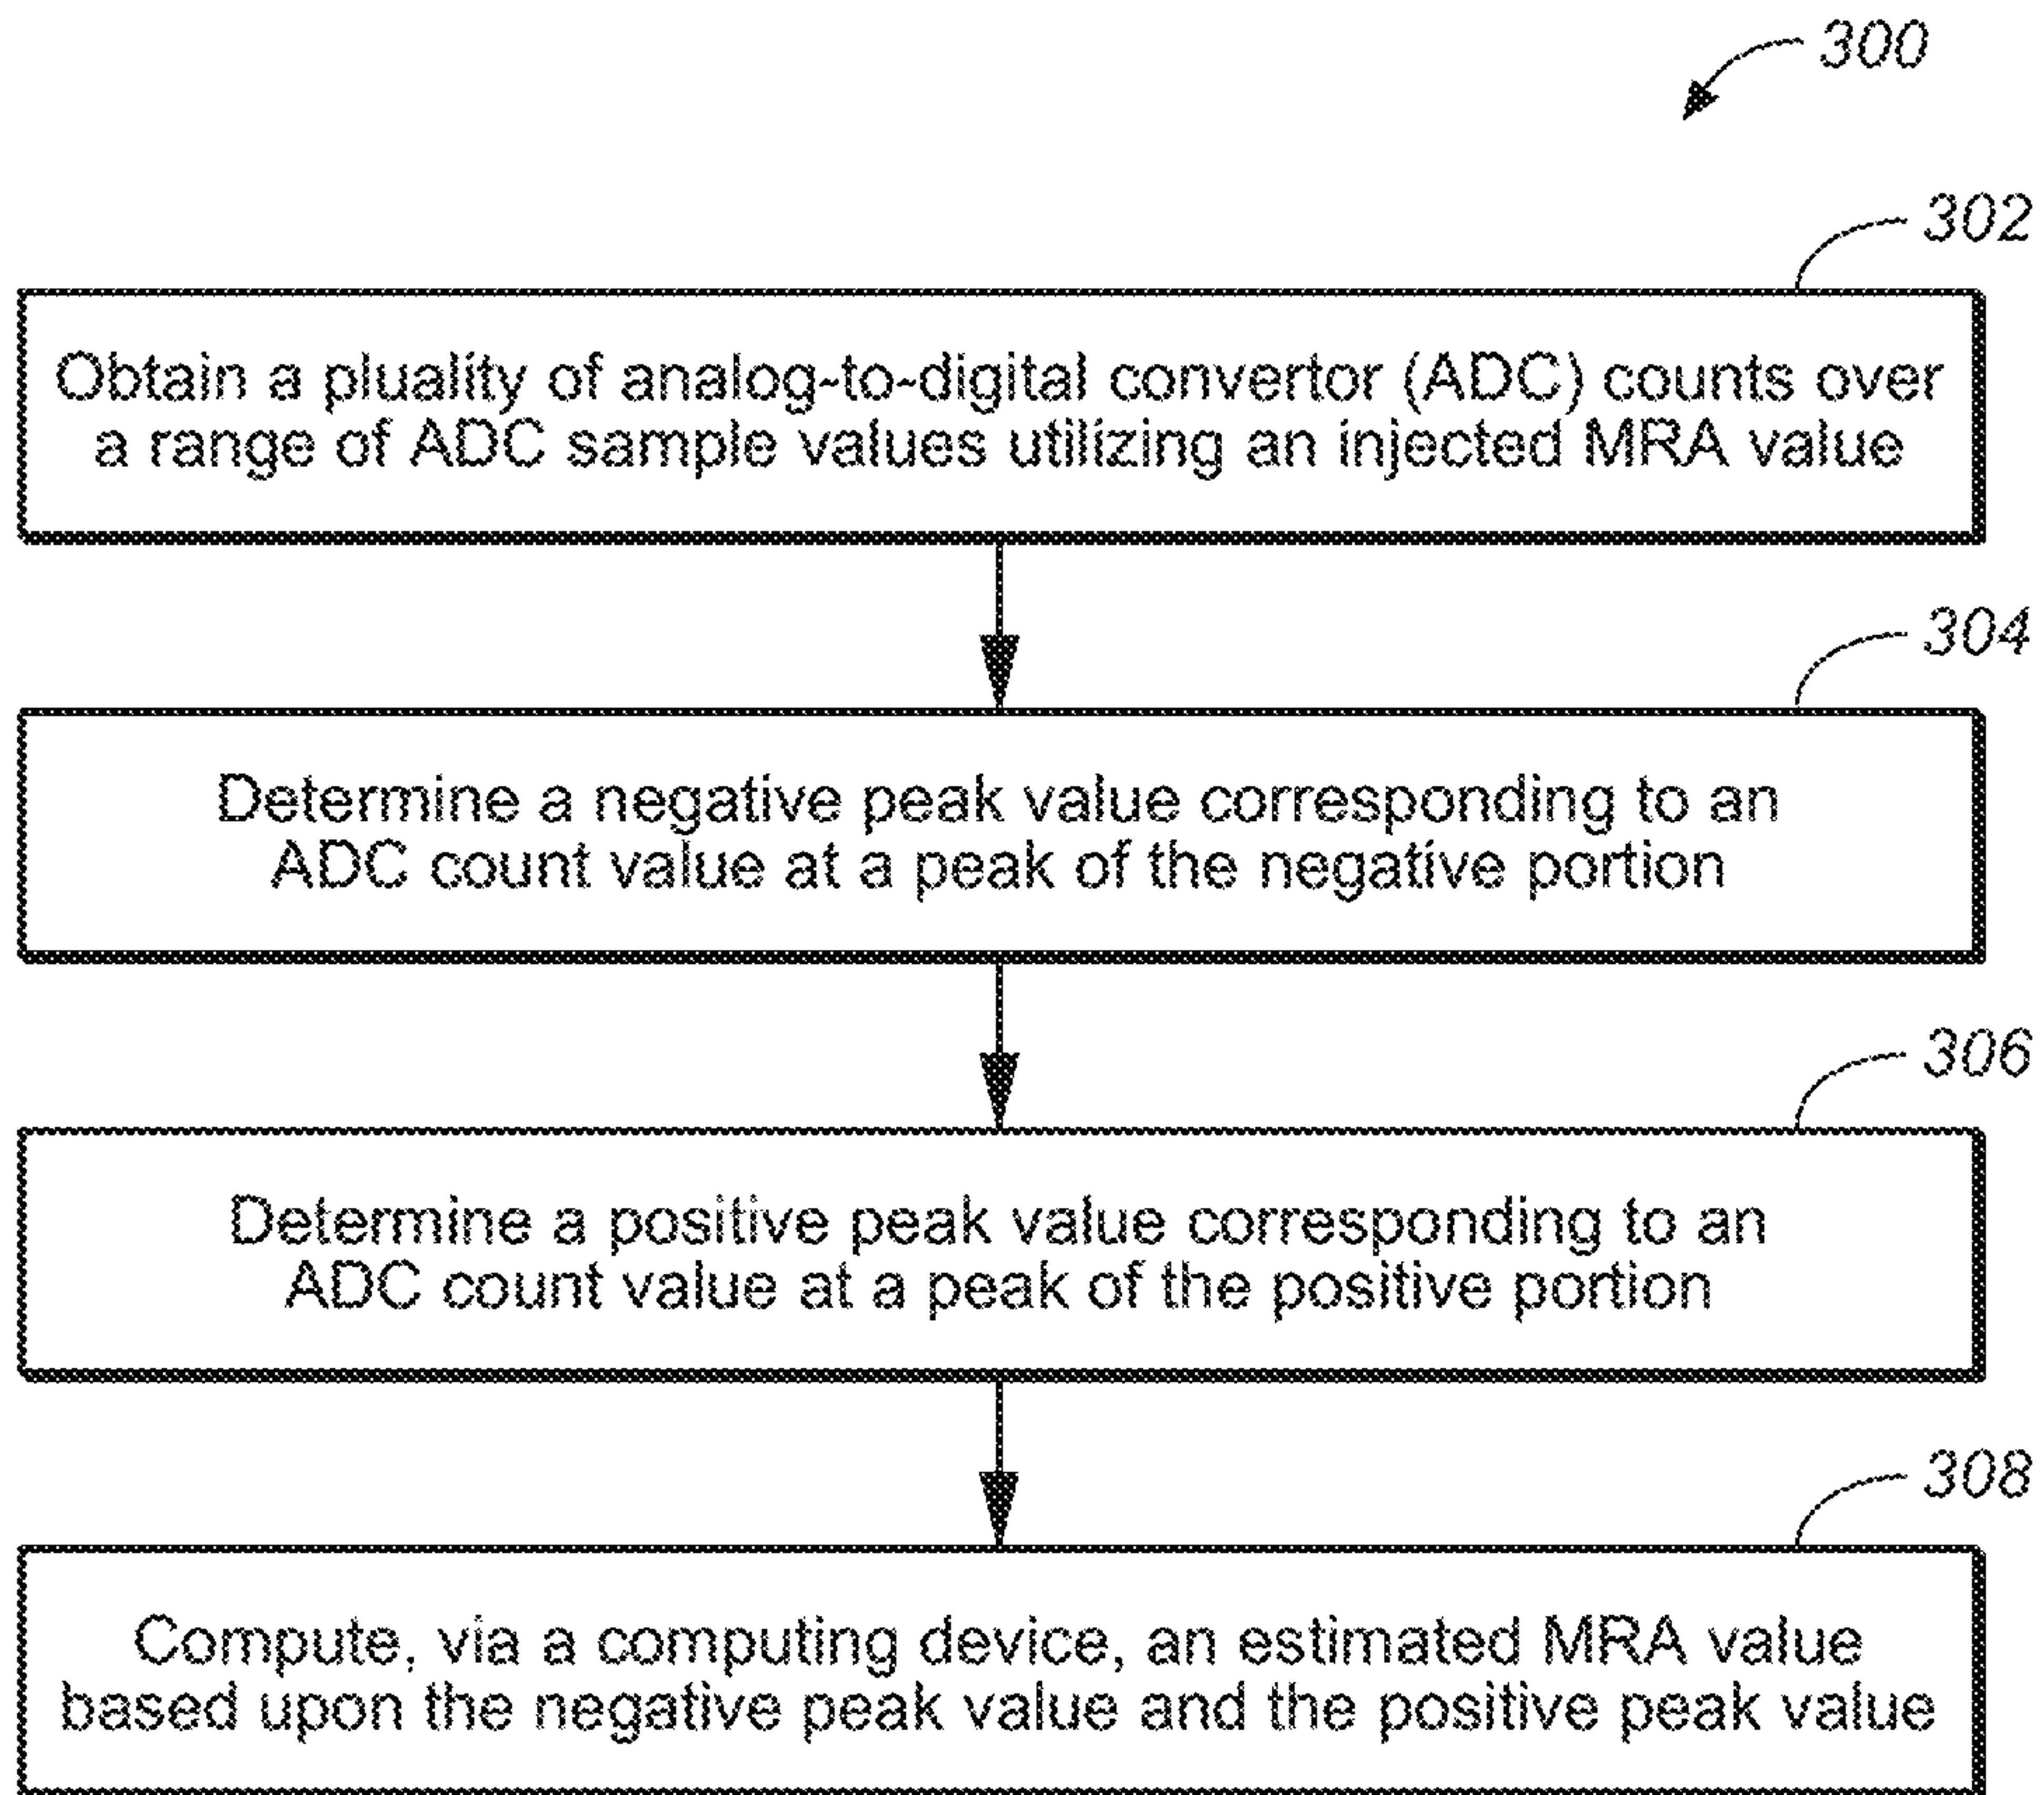 300
302
Obtain a pluality of analog-to-digital convertor (ADC) counts over
a range of ADC sample values utilizing an injected MRA value
304
Determine a negative peak value corresponding to an
ADC count value at a peak of the negative portion
306
Determine a positive peak value corresponding to an
ADC count value at a peak of the positive portion
308
Compute, via a computing device, an estimated MRA value
based upon the negative peak value and the positive peak value